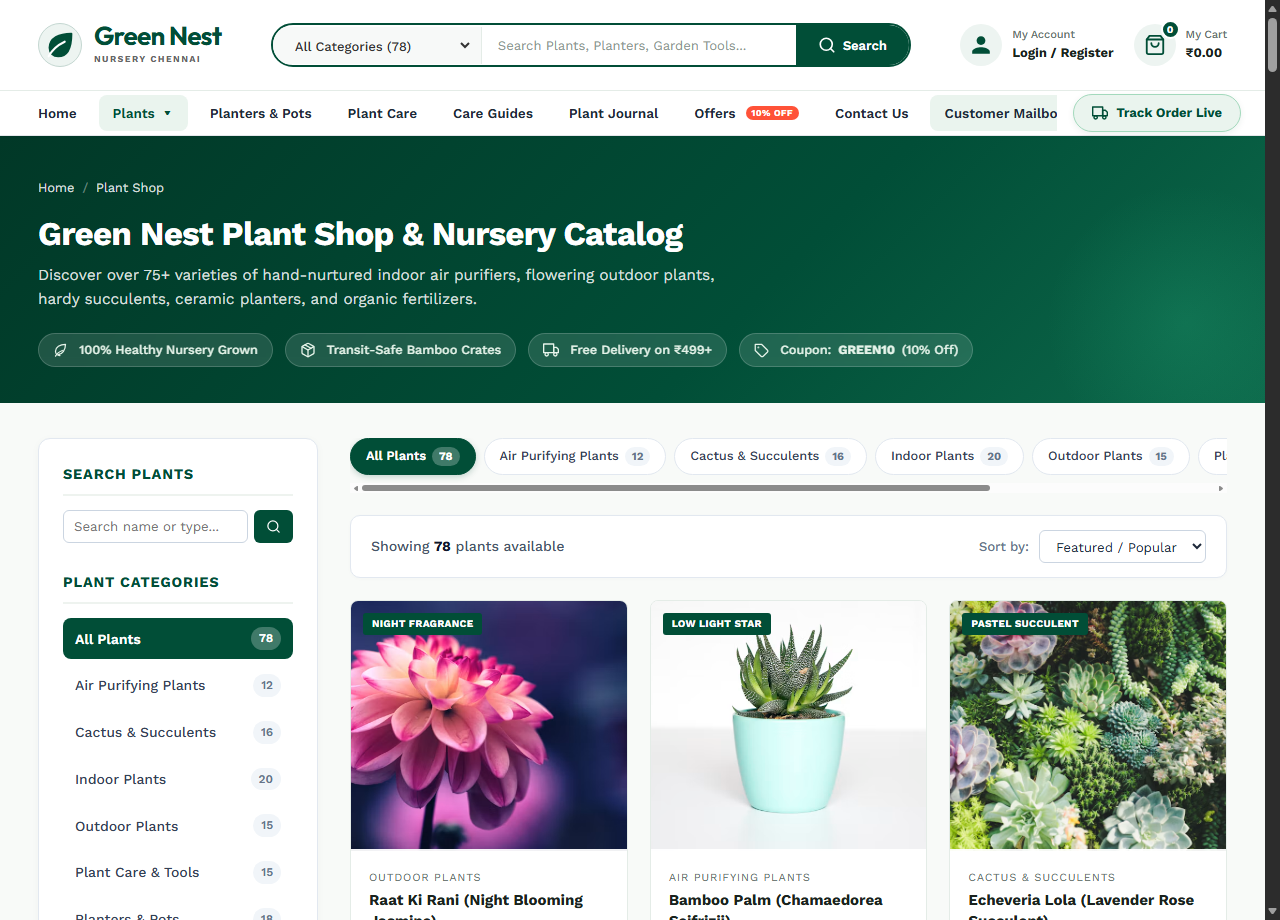 Green Nest
NURSERY CHENNAI
All Categories (78)
Search Plants, Planters, Garden Tools...
Search
My Account
Login / Register
0
My Cart
₹0.00
Home
Plants
Planters & Pots
Plant Care
Care Guides
Plant Journal
Offers
10% OFF
Contact Us
Customer Mailbo
Track Order Live
Home / Plant Shop
Green Nest Plant Shop & Nursery Catalog
Discover over 75+ varieties of hand-nurtured indoor air purifiers, flowering outdoor plants,
hardy succulents, ceramic planters, and organic fertilizers.
100% Healthy Nursery Grown
Transit-Safe Bamboo Crates
Free Delivery on ₹499+
Coupon: GREEN10 (10% Off)
SEARCH PLANTS
Search name or type...
PLANT CATEGORIES
All Plants 78
Air Purifying Plants 12
Cactus & Succulents 16
Indoor Plants 20
Outdoor Plants 15
Plant Care & Tools 15
Planters & Pots 18
All Plants 78
Air Purifying Plants 12
Cactus & Succulents 16
Indoor Plants 20
Outdoor Plants 15
Pl
Showing 78 plants available
Sort by:
Featured / Popular
NIGHT FRAGRANCE
OUTDOOR PLANTS
Raat Ki Rani (Night Blooming
Jasmine)
LOW LIGHT STAR
AIR PURIFYING PLANTS
Bamboo Palm (Chamaedorea
Seifrizii)
PASTEL SUCCULENT
CACTUS & SUCCULENTS
Echeveria Lola (Lavender Rose
Succulent)